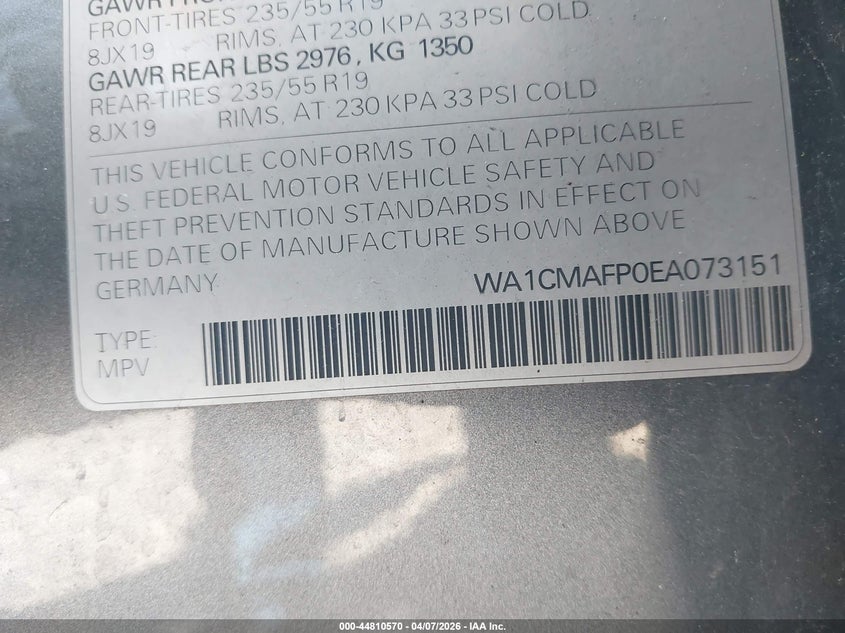 GAWR FRONT
FRONT-TIRES 235/55 R19
8JX19 RIMS, AT 230 KPA 33 PSI COLD
GAWR REAR LBS 2976, KG 1350
REAR-TIRES 235/55 R19
8JX19 RIMS, AT 230 KPA 33 PSI COLD
THIS VEHICLE CONFORMS TO ALL APPLICABLE
U.S. FEDERAL MOTOR VEHICLE SAFETY AND
THEFT PREVENTION STANDARDS IN EFFECT ON
THE DATE OF MANUFACTURE SHOWN ABOVE
GERMANY WA1CMAFP0EA073151
TYPE:
MPV
000-44810570 - 04/07/2026 - IAA Inc.